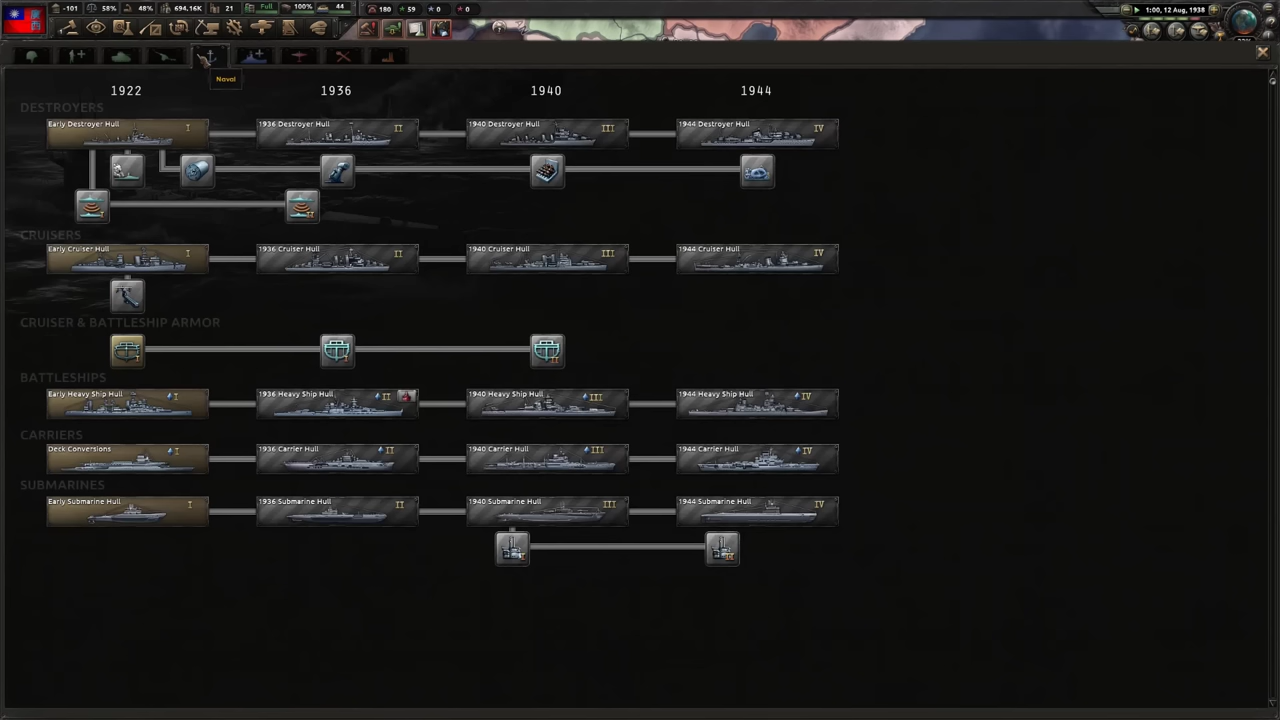 -101 58% 48% 694.16K 21 Full 100% 44 180 59 0 0 1:00, 12 Aug, 1938
Naval
1922 1936 1940 1944
DESTROYERS
Early Destroyer Hull I 1936 Destroyer Hull II 1940 Destroyer Hull III 1944 Destroyer Hull IV
I II
CRUISERS
Early Cruiser Hull I 1936 Cruiser Hull II 1940 Cruiser Hull III 1944 Cruiser Hull IV
CRUISER & BATTLESHIP ARMOR
I I II
BATTLESHIPS
Early Heavy Ship Hull I 1936 Heavy Ship Hull II 1940 Heavy Ship Hull III 1944 Heavy Ship Hull IV
CARRIERS
Deck Conversions I 1936 Carrier Hull II 1940 Carrier Hull III 1944 Carrier Hull IV
SUBMARINES
Early Submarine Hull I 1936 Submarine Hull II 1940 Submarine Hull III 1944 Submarine Hull IV
I II